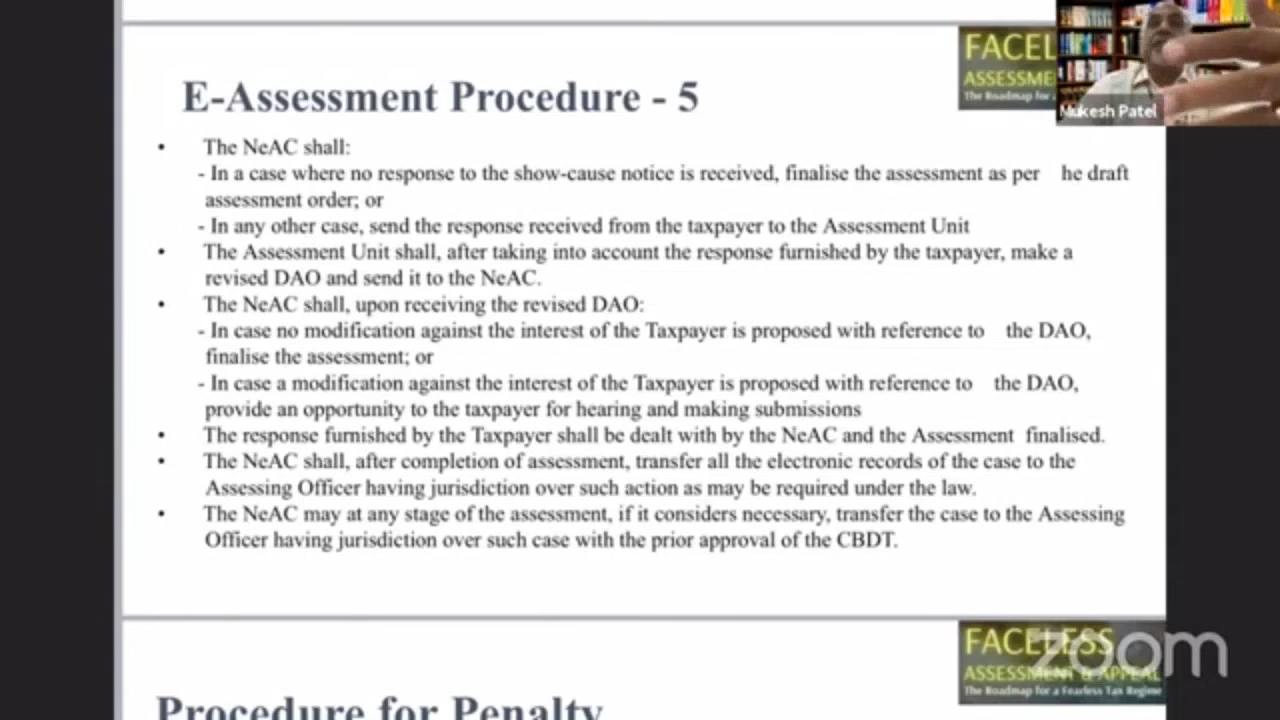 FACEL
ASSESSME
The Roadmap for
Mukesh Patel
E-Assessment Procedure - 5
• The NeAC shall:
- In a case where no response to the show-cause notice is received, finalise the assessment as per he draft
assessment order; or
- In any other case, send the response received from the taxpayer to the Assessment Unit
• The Assessment Unit shall, after taking into account the response furnished by the taxpayer, make a
revised DAO and send it to the NeAC.
• The NeAC shall, upon receiving the revised DAO:
- In case no modification against the interest of the Taxpayer is proposed with reference to the DAO,
finalise the assessment; or
- In case a modification against the interest of the Taxpayer is proposed with reference to the DAO,
provide an opportunity to the taxpayer for hearing and making submissions
• The response furnished by the Taxpayer shall be dealt with by the NeAC and the Assessment finalised.
• The NeAC shall, after completion of assessment, transfer all the electronic records of the case to the
Assessing Officer having jurisdiction over such action as may be required under the law.
• The NeAC may at any stage of the assessment, if it considers necessary, transfer the case to the Assessing
Officer having jurisdiction over such case with the prior approval of the CBDT.
FACELESS
ASSESSMENT & APPEAL
The Roadmap for a Fearless Tax Regime
zoom
Procedure for Penalty